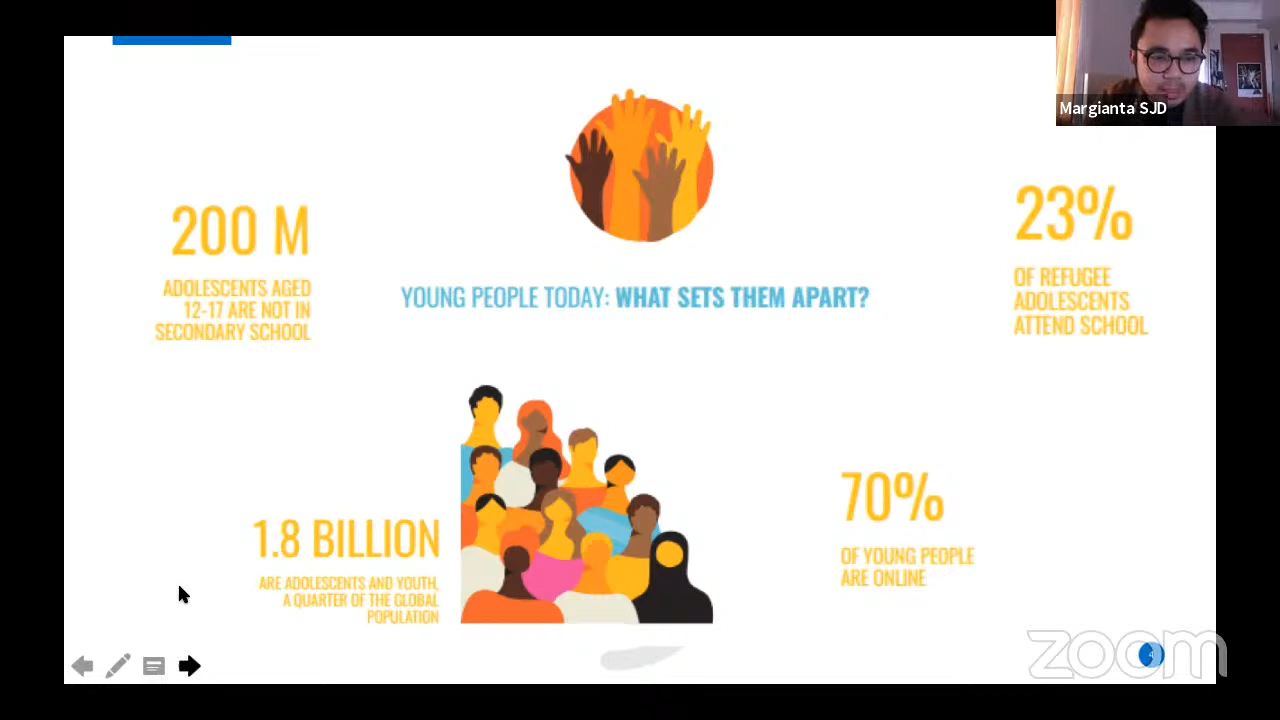 Margianta SJD
200 M
ADOLESCENTS AGED
12-17 ARE NOT IN
SECONDARY SCHOOL
YOUNG PEOPLE TODAY: WHAT SETS THEM APART?
23%
OF REFUGEE
ADOLESCENTS
ATTEND SCHOOL
1.8 BILLION
ARE ADOLESCENTS AND YOUTH,
A QUARTER OF THE GLOBAL
POPULATION
70%
OF YOUNG PEOPLE
ARE ONLINE
zoom
4